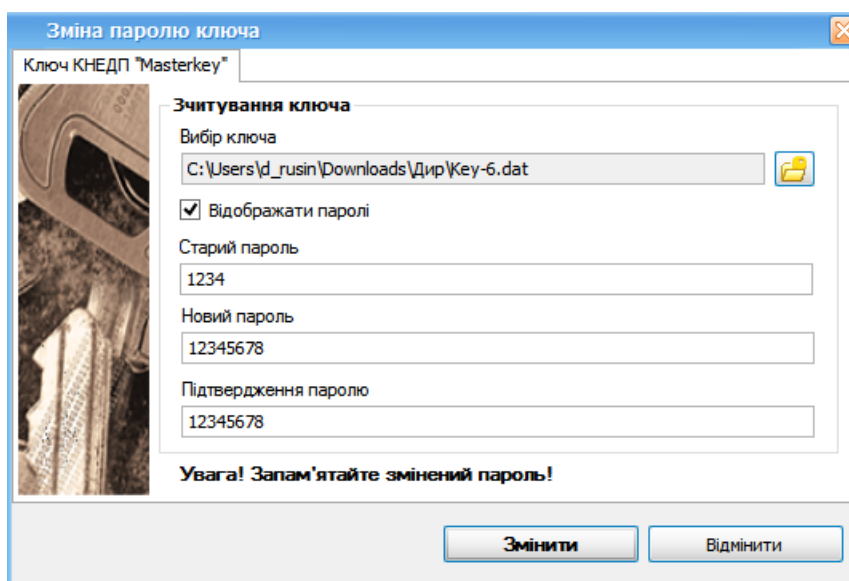 Зміна паролю ключа
Ключ КНЕДП "Masterkey"
Зчитування ключа
Вибір ключа
C:\Users\d_rusin\Downloads\Дир\Key-6.dat
Відображати паролі
Старий пароль
1234
Новий пароль
12345678
Підтвердження паролю
12345678
Увага! Запам'ятайте змінений пароль!
Змінити Відмінити